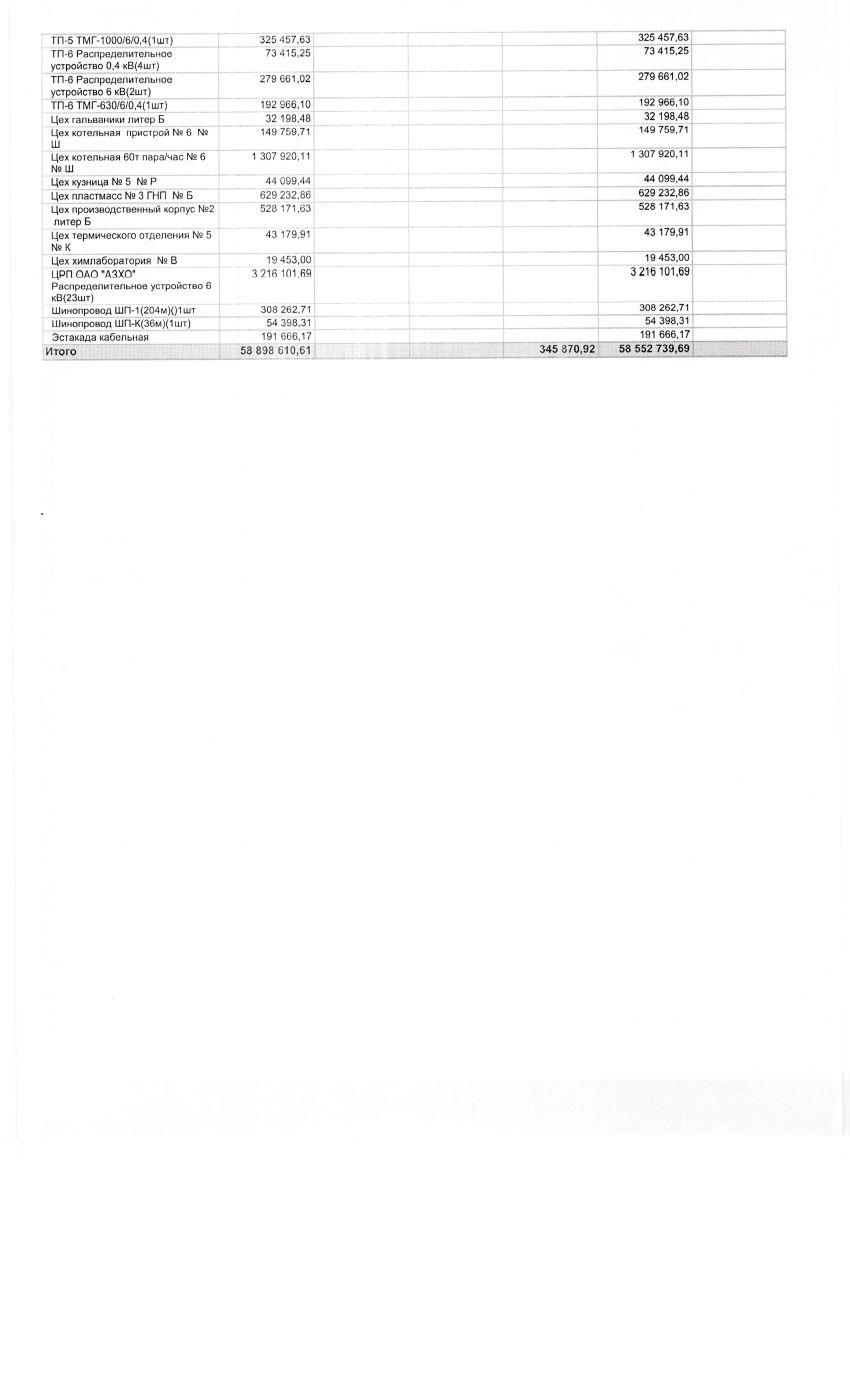 ТП-5 ТМГ-1000/6/0,4(1шт) 325 457,63 325 457,63
ТП-6 Распределительное 73 415,25 73 415,25
устройство 0,4 кВ(4шт)
ТП-6 Распределительное 279 661,02 279 661,02
устройство 6 кВ(2шт)
ТП-6 ТМГ-630/6/0,4(1шт) 192 966,10 192 966,10
Цех гальваники литер Б 32 198,48 32 198,48
Цех котельная пристрой № 6 № 149 759,71 149 759,71
Ш
Цех котельная 60т пара/час № 6 1 307 920,11 1 307 920,11
№ Ш
Цех кузница № 5 № Р 44 099,44 44 099,44
Цех пластмасс № 3 ГНП № Б 629 232,86 629 232,86
Цех производственный корпус №2 528 171,63 528 171,63
литер Б
Цех термического отделения № 5 43 179,91 43 179,91
№ К
Цех химлаборатория № В 19 453,00 19 453,00
ЦРП ОАО "АЗХО" 3 216 101,69 3 216 101,69
Распределительное устройство 6
кВ(23шт)
Шинопровод ШП-1(204м)()1шт 308 262,71 308 262,71
Шинопровод ШП-К(36м)(1шт) 54 398,31 54 398,31
Эстакада кабельная 191 666,17 191 666,17
Итого 58 898 610,61 345 870,92 58 552 739,69